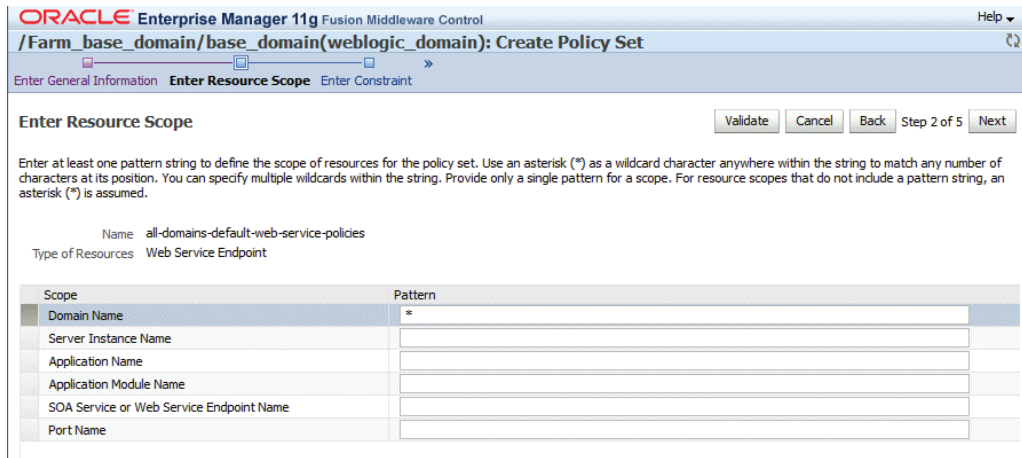 ORACLE Enterprise Manager 11g Fusion Middleware Control Help
/Farm_base_domain/base_domain(weblogic_domain): Create Policy Set
»
Enter General Information Enter Resource Scope Enter Constraint
Enter Resource Scope Validate Cancel Back Step 2 of 5 Next
Enter at least one pattern string to define the scope of resources for the policy set. Use an asterisk (*) as a wildcard character anywhere within the string to match any number of
characters at its position. You can specify multiple wildcards within the string. Provide only a single pattern for a scope. For resource scopes that do not include a pattern string, an
asterisk (*) is assumed.
Name all-domains-default-web-service-policies
Type of Resources Web Service Endpoint
Scope Pattern
Domain Name *
Server Instance Name
Application Name
Application Module Name
SOA Service or Web Service Endpoint Name
Port Name